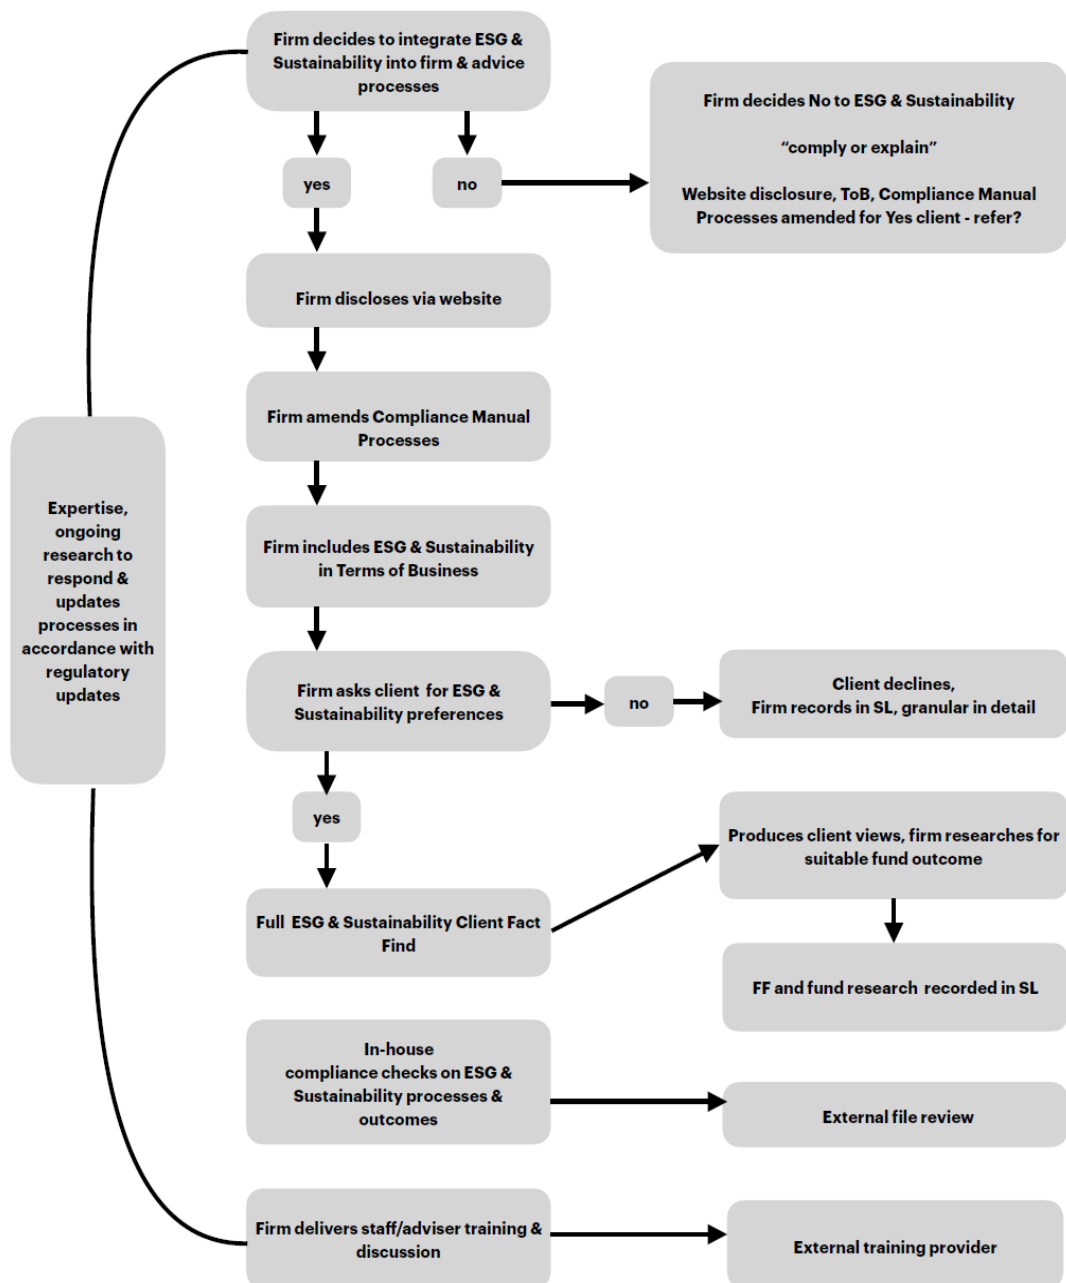 Firm decides to integrate ESG &
Sustainability into firm & advice
processes
Firm decides No to ESG & Sustainability
“comply or explain”
Website disclosure, ToB, Compliance Manual
Processes amended for Yes client - refer?
yes
no
Firm discloses via website
Firm amends Compliance Manual
Processes
Expertise,
ongoing
research to
respond &
updates
processes in
accordance with
regulatory
updates
Firm includes ESG & Sustainability
in Terms of Business
Firm asks client for ESG &
Sustainability preferences
no
Client declines,
Firm records in SL, granular in detail
yes
Produces client views, firm researches for
suitable fund outcome
Full ESG & Sustainability Client Fact
Find
FF and fund research recorded in SL
In-house
compliance checks on ESG &
Sustainability processes &
outcomes
External file review
Firm delivers staff/adviser training &
discussion
External training provider